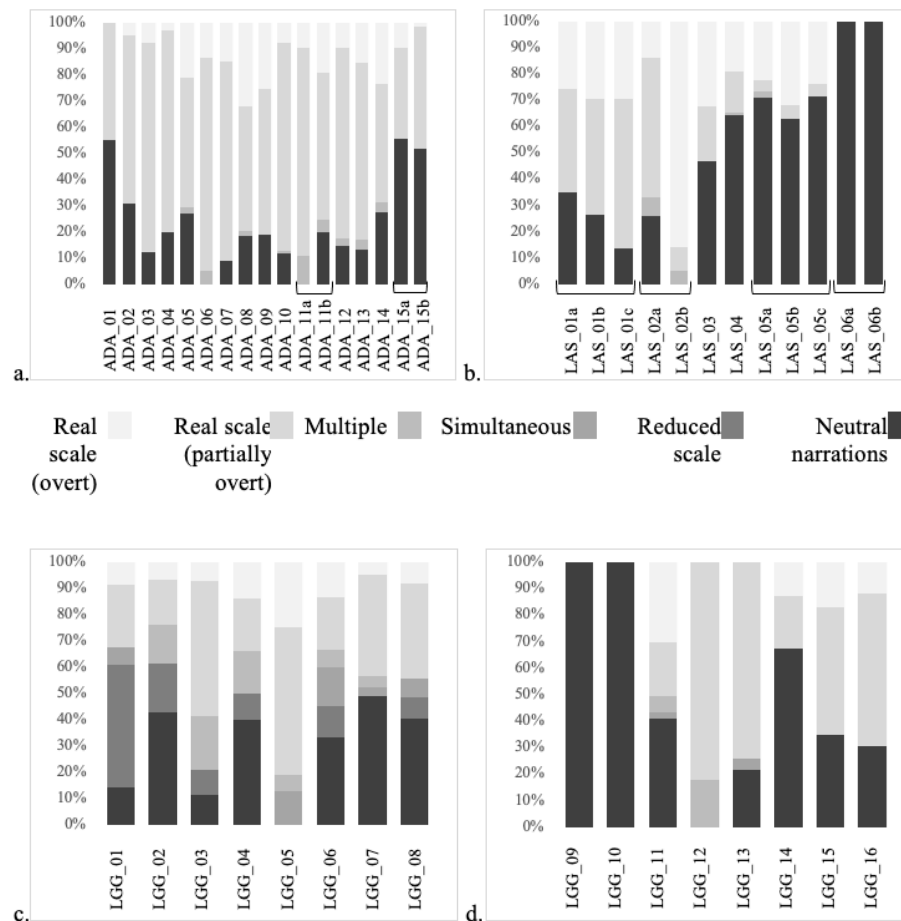 100%
90%
80%
70%
60%
50%
40%
30%
20%
10%
0%
ADA_01
ADA_02
ADA_03
ADA_04
ADA_05
ADA_06
ADA_07
ADA_08
ADA_09
ADA_10
ADA_11a
ADA_11b
ADA_12
ADA_13
ADA_14
ADA_15a
ADA_15b
a.
100%
90%
80%
70%
60%
50%
40%
30%
20%
10%
0%
LAS_01a
LAS_01b
LAS_01c
LAS_02a
LAS_02b
LAS_03
LAS_04
LAS_05a
LAS_05b
LAS_05c
LAS_06a
LAS_06b
b.
Real
scale
(overt)
Real scale
(partially
overt)
Multiple
Simultaneous
Reduced
scale
Neutral
narrations
100%
90%
80%
70%
60%
50%
40%
30%
20%
10%
0%
LGG_01
LGG_02
LGG_03
LGG_04
LGG_05
LGG_06
LGG_07
LGG_08
c.
100%
90%
80%
70%
60%
50%
40%
30%
20%
10%
0%
LGG_09
LGG_10
LGG_11
LGG_12
LGG_13
LGG_14
LGG_15
LGG_16
d.